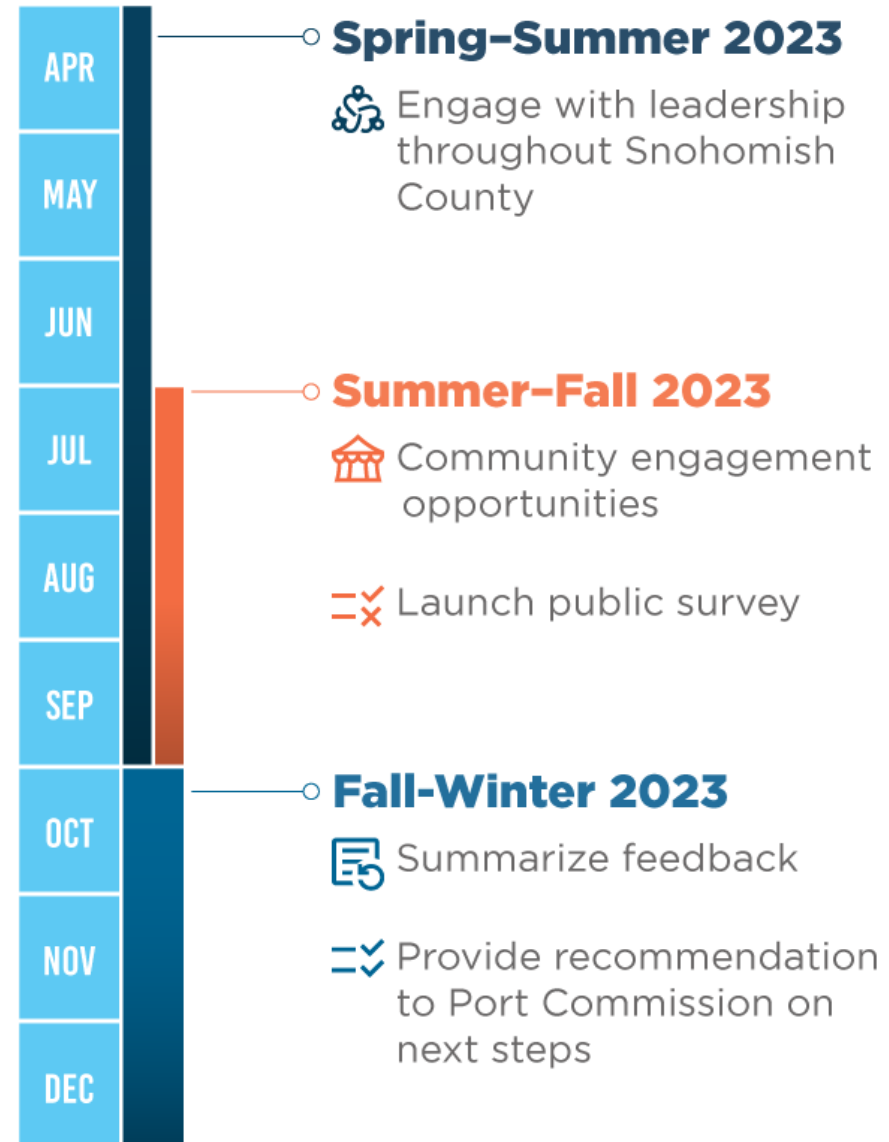 APR
MAY
JUN
JUL
AUG
SEP
OCT
NOV
DEC
Spring–Summer 2023
Engage with leadership
throughout Snohomish
County
Summer–Fall 2023
Community engagement
opportunities
Launch public survey
Fall-Winter 2023
Summarize feedback
Provide recommendation
to Port Commission on
next steps